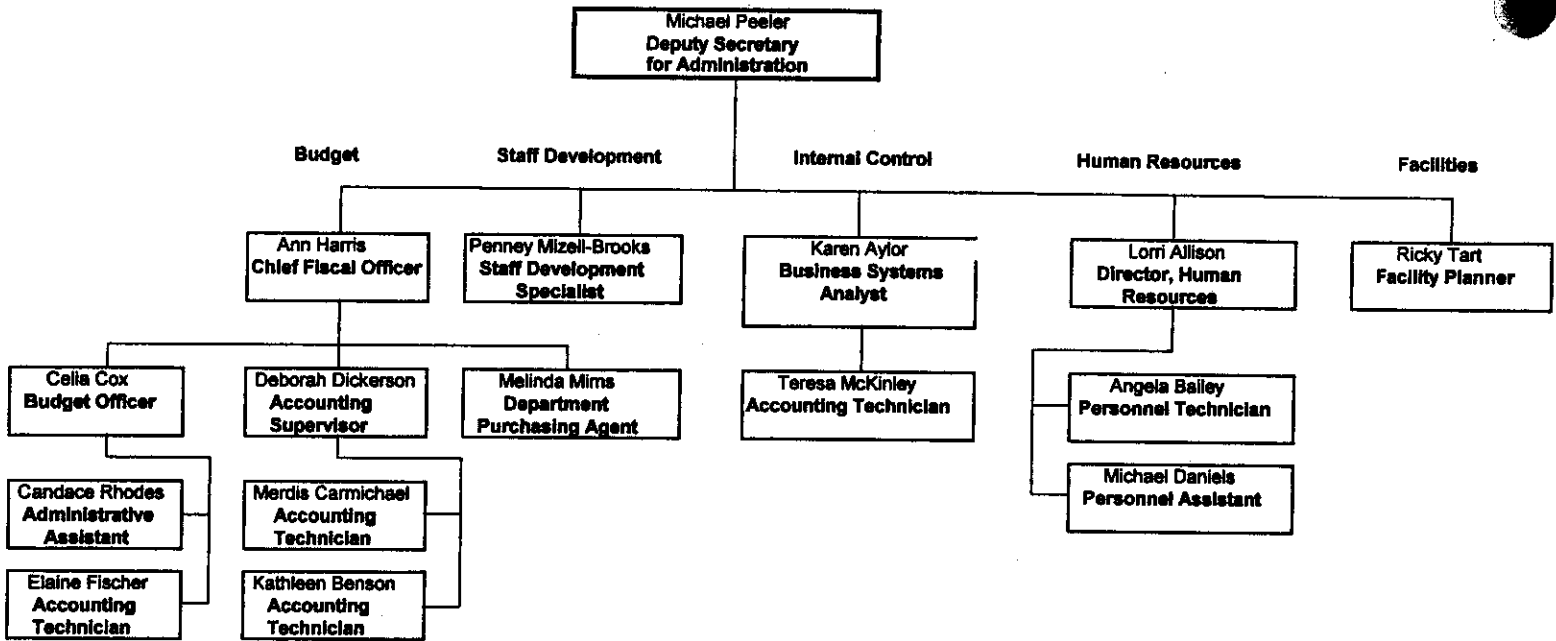 Michael Peeler
Deputy Secretary
for Administration
Budget
Staff Development
Internal Control
Human Resources
Facilities
Ann Harris
Chief Fiscal Officer
Penney Mizell-Brooks
Staff Development
Specialist
Karen Aylor
Business Systems
Analyst
Lorri Allison
Director, Human
Resources
Ricky Tart
Facility Planner
Celia Cox
Budget Officer
Deborah Dickerson
Accounting
Supervisor
Melinda Mims
Department
Purchasing Agent
Teresa McKinley
Accounting Technician
Angela Bailey
Personnel Technician
Michael Daniels
Personnel Assistant
Candace Rhodes
Administrative
Assistant
Merdis Carmichael
Accounting
Technician
Elaine Fischer
Accounting
Technician
Kathleen Benson
Accounting
Technician